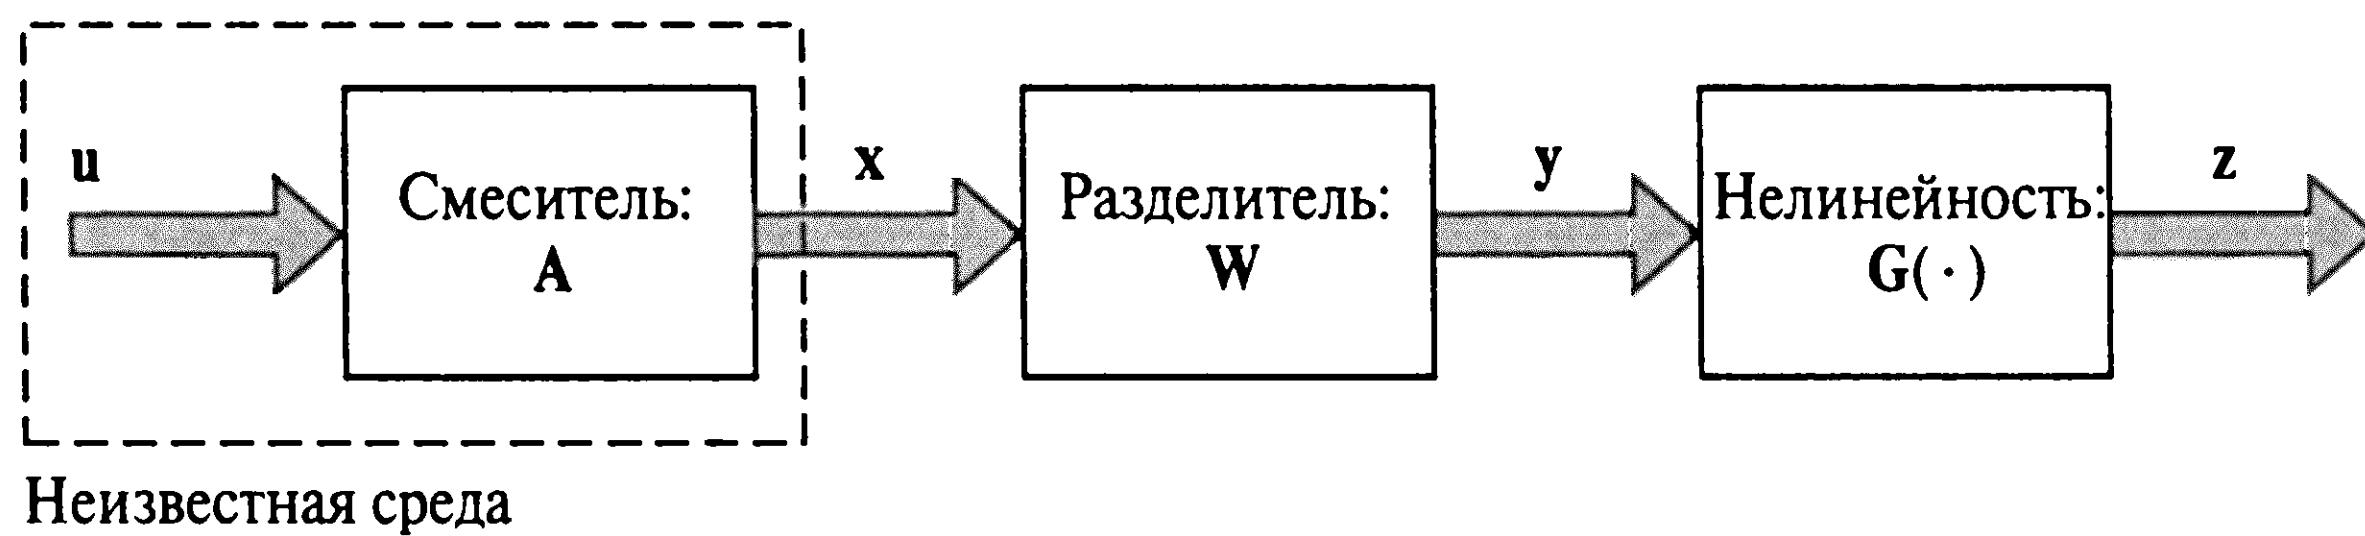 u
Смеситель:
A
x
Разделитель:
W
y
Нелинейность:
G( · )
z
Неизвестная среда